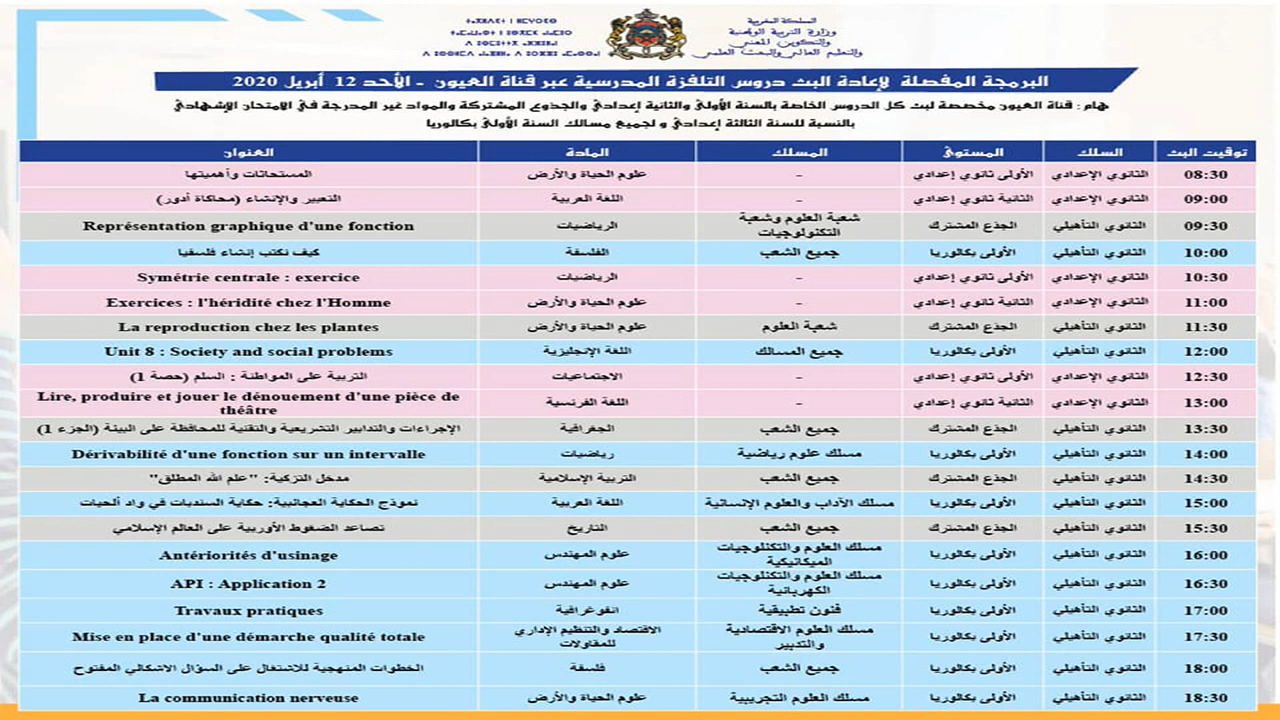 المملكة المغربية
وزارة التربية الوطنية
والتكوين المهني
والتعليم العالي والبحث العلمي
ⵜⴰⴳⵍⴷⵉⵜ ⵏ ⵍⵎⵖⵔⵉⴱ
البرمجة المفصلة لإعادة البث دروس التلفزة المدرسية عبر قناة العيون - الأحد 12 أبريل 2020
هام : قناة العيون مخصصة لبث كل الدروس الخاصة بالسنة الأولى والثانية إعدادي والجذوع المشتركة والمواد غير المدرجة في الامتحان الإشهادي
بالنسبة للسنة الثالثة إعدادي و لجميع مسالك السنة الأولى بكالوريا
توقيت البث السلك المستوى المسلك المادة العنوان
08:30 الثانوي الإعدادي الأولى ثانوي إعدادي - علوم الحياة والأرض المستحاثات وأهميتها
09:00 الثانوي الإعدادي الثانية ثانوي إعدادي - اللغة العربية التعبير والإنشاء (محاكاة أدور)
09:30 الثانوي التأهيلي الجذع المشترك شعبة العلوم وشعبة التكنولوجيات الرياضيات Représentation graphique d'une fonction
10:00 الثانوي التأهيلي الأولى بكالوريا جميع الشعب الفلسفة كيف نكتب إنشاء فلسفيا
10:30 الثانوي الإعدادي الأولى ثانوي إعدادي - الرياضيات Symétrie centrale : exercice
11:00 الثانوي الإعدادي الثانية ثانوي إعدادي - علوم الحياة والأرض Exercices : l'héridité chez l'Homme
11:30 الثانوي التأهيلي الجذع المشترك شعبة العلوم علوم الحياة والأرض La reproduction chez les plantes
12:00 الثانوي التأهيلي الأولى بكالوريا جميع المسالك اللغة الإنجليزية Unit 8 : Society and social problems
12:30 الثانوي الإعدادي الأولى ثانوي إعدادي - الاجتماعيات التربية على المواطنة : السلم (حصة 1)
13:00 الثانوي الإعدادي الثانية ثانوي إعدادي - اللغة الفرنسية Lire, produire et jouer le dénouement d'une pièce de théâtre
13:30 الثانوي التأهيلي الجذع المشترك جميع الشعب الجغرافية الإجراءات والتدابير التشريعية والتقنية للمحافظة على البيئة (الجزء 1)
14:00 الثانوي التأهيلي الأولى بكالوريا مسلك علوم رياضية رياضيات Dérivabilité d'une fonction sur un intervalle
14:30 الثانوي التأهيلي الجذع المشترك جميع الشعب التربية الإسلامية مدخل التزكية: "علم الله المطلق"
15:00 الثانوي التأهيلي الأولى بكالوريا مسلك الآداب والعلوم الإنسانية اللغة العربية نموذج الحكاية العجائبية: حكاية السندباد في واد ألحيات
15:30 الثانوي التأهيلي الجذع المشترك جميع الشعب التاريخ تصاعد الضغوط الأوربية على العالم الإسلامي
16:00 الثانوي التأهيلي الأولى بكالوريا مسلك العلوم والتكنلوجيات الميكانيكية علوم المهندس Antériorités d'usinage
16:30 الثانوي التأهيلي الأولى بكالوريا مسلك العلوم والتكنلوجيات الكهربائية علوم المهندس API : Application 2
17:00 الثانوي التأهيلي الأولى بكالوريا فنون تطبيقية انفوغرافية Travaux pratiques
17:30 الثانوي التأهيلي الأولى بكالوريا مسلك العلوم الاقتصادية والتدبير الاقتصاد والتنظيم الإداري للمقاولات Mise en place d'une démarche qualité totale
18:00 الثانوي التأهيلي الأولى بكالوريا جميع الشعب فلسفة الخطوات المنهجية للاشتغال على السؤال الاشكالي المفتوح
18:30 الثانوي التأهيلي الأولى بكالوريا مسلك العلوم التجريبية علوم الحياة والأرض La communication nerveuse